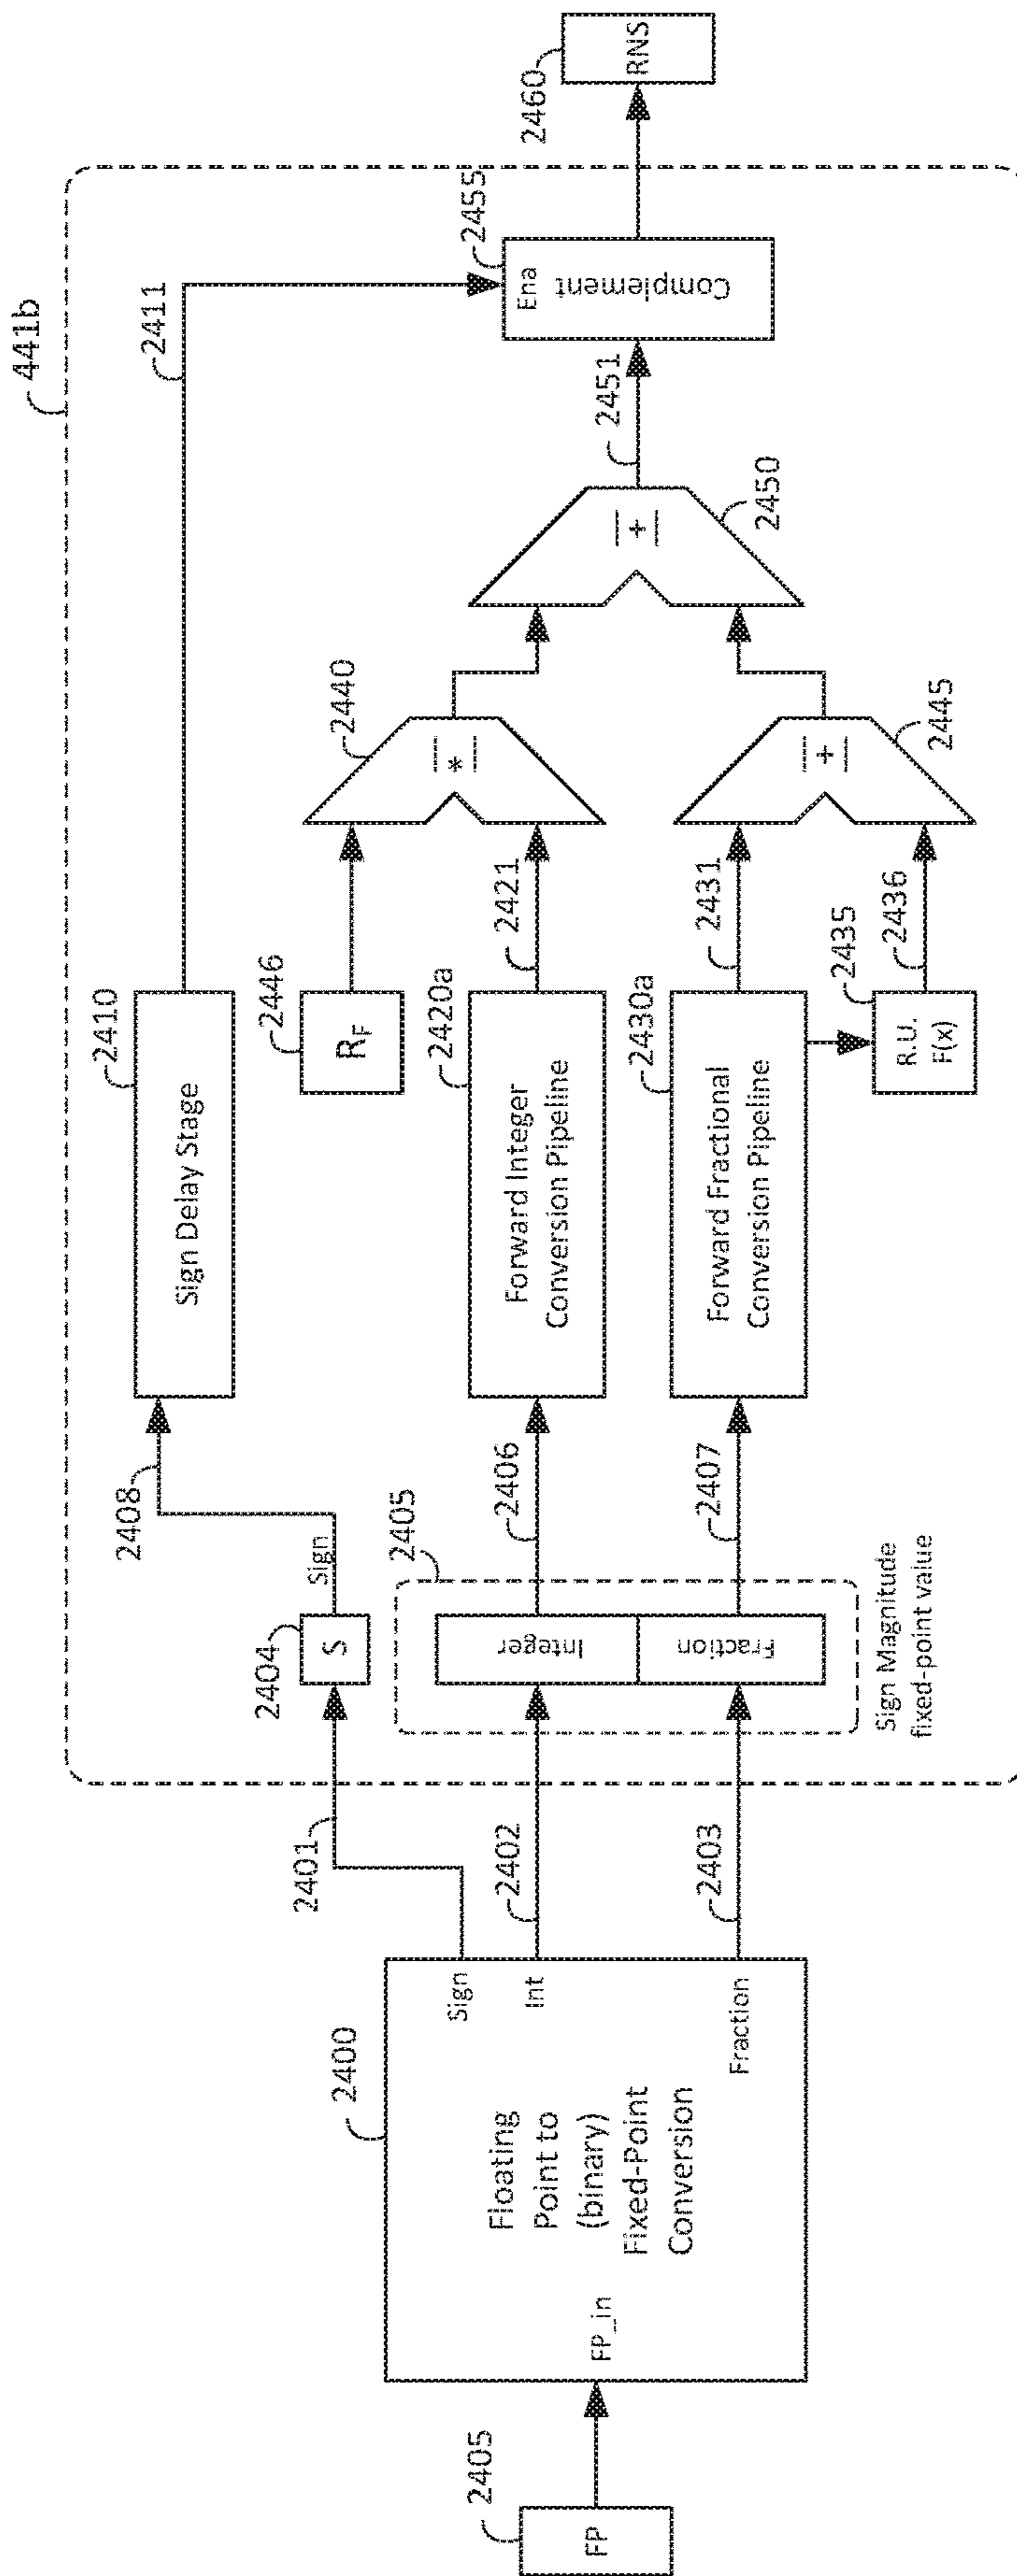 441b
2405
FP
FP_in
2400
Floating
Point to
(binary)
Fixed-Point
Conversion
Sign
Int
Fraction
2401
2402
2403
2404
S
Sign
2405
Integer
Fraction
Sign Magnitude
fixed-point value
2408
2406
2407
2410
Sign Delay Stage
2411
2446
RF
2420a
Forward Integer
Conversion Pipeline
2421
2430a
Forward Fractional
Conversion Pipeline
2431
2435
R.U.
F(x)
2436
2440
*
2445
+
2450
+
2451
2455
Ena
Complement
2460
RNS